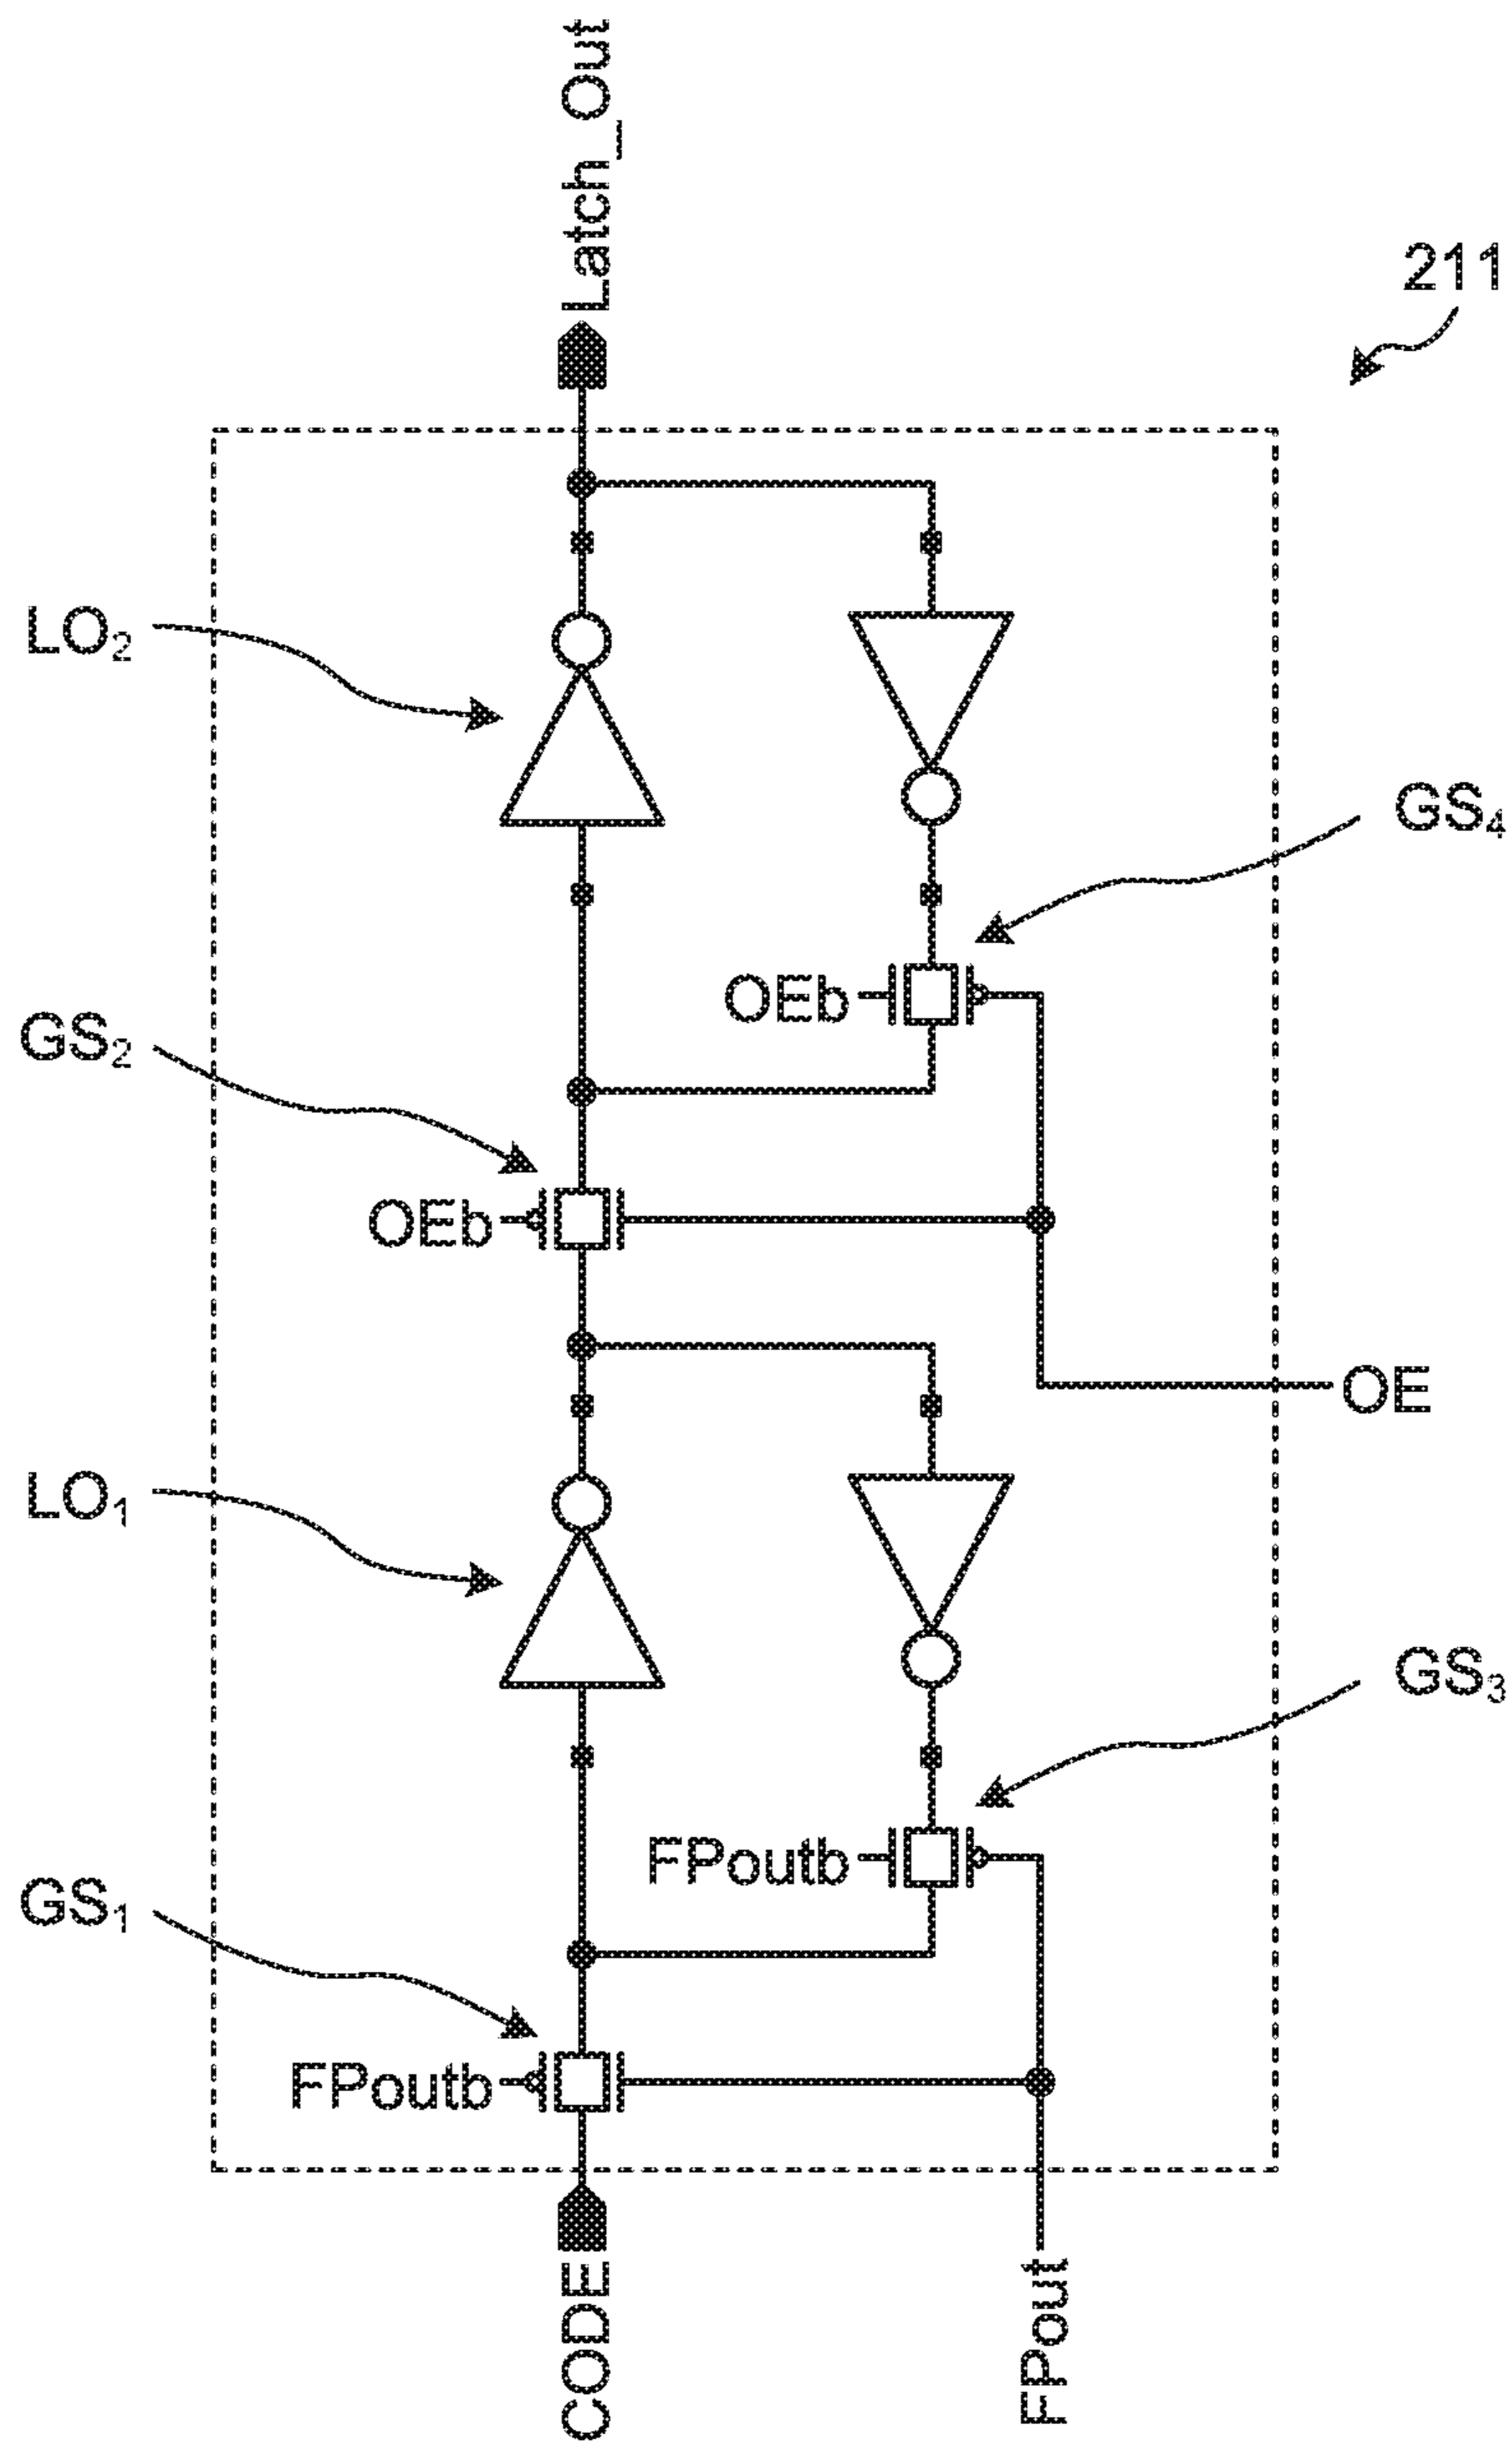 Latch_Out
211
LO₂
GS₄
OEb
GS₂
OEb
OE
LO₁
GS₃
FPoutb
GS₁
FPoutb
CODE
FPout